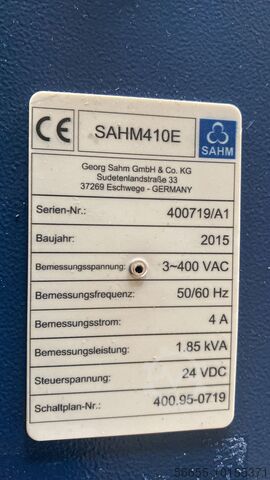 CE SAHM410E SAHM
Georg Sahm GmbH & Co. KG
Sudetenlandstraße 33
37269 Eschwege - GERMANY
Serien-Nr.: 400719/A1
Baujahr: 2015
Bemessungsspannung: 3~400 VAC
Bemessungsfrequenz: 50/60 Hz
Bemessungsstrom: 4 A
Bemessungsleistung: 1.85 kVA
Steuerspannung: 24 VDC
Schaltplan-Nr.: 400.95-0719